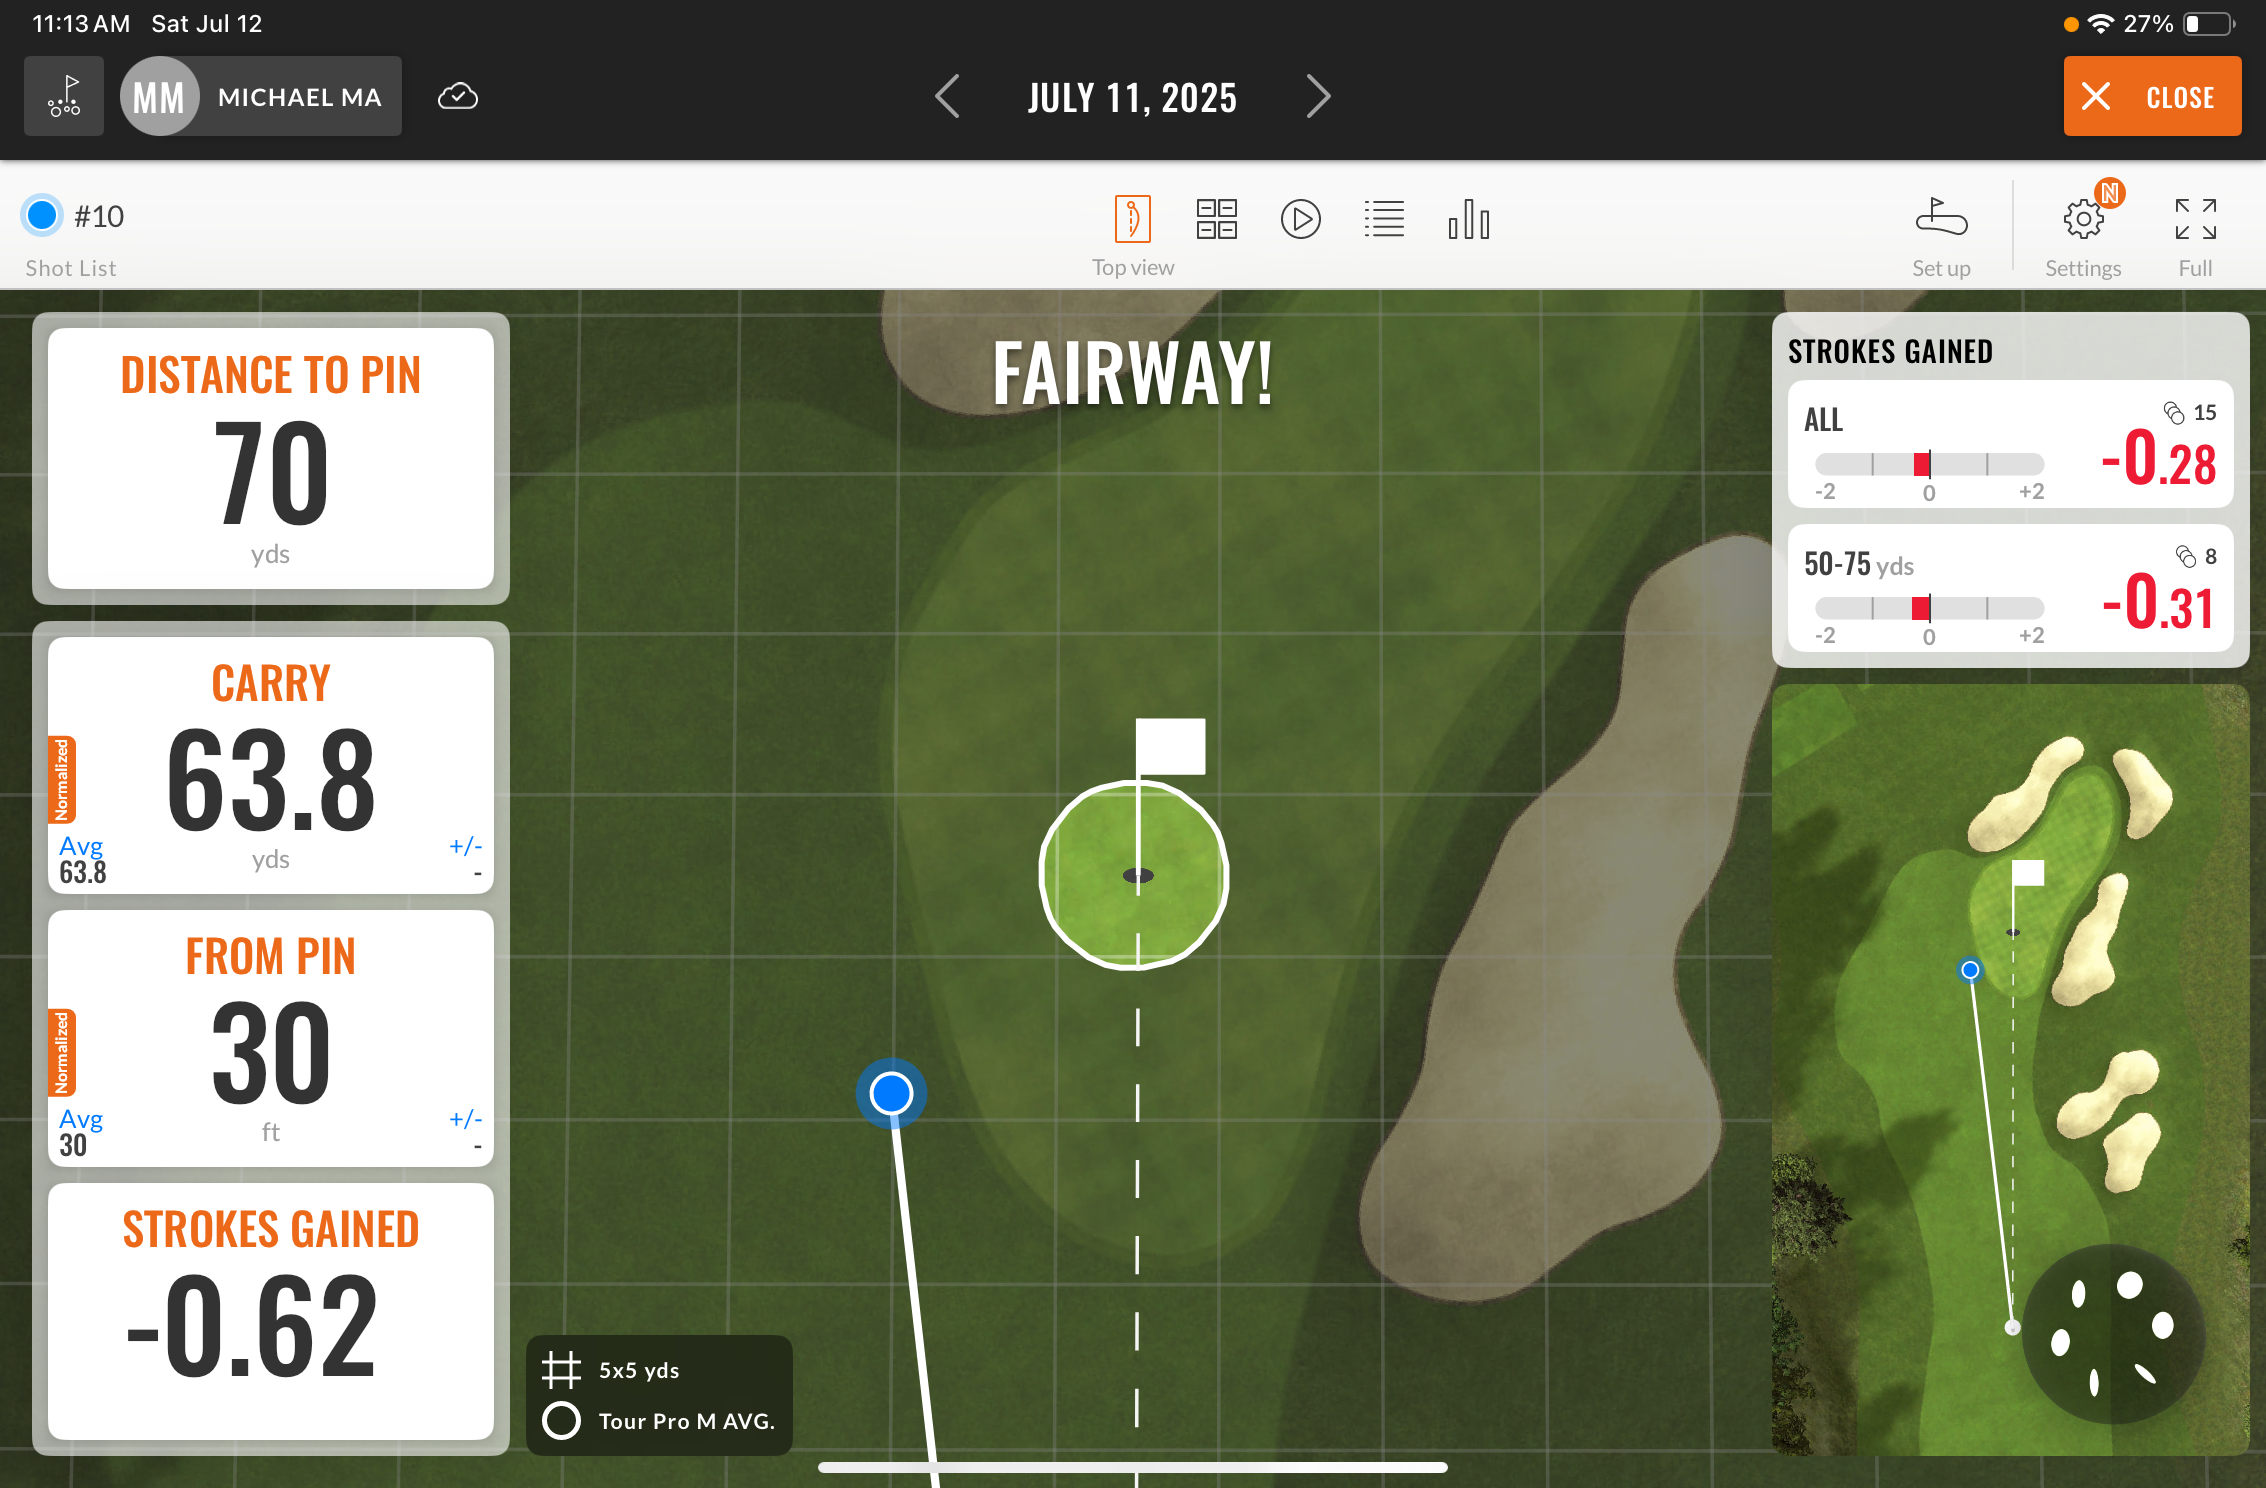 11:13 AM Sat Jul 12
27%
MM MICHAEL MA
JULY 11, 2025
CLOSE
#10
Shot List
Top view
Set up
N
Settings
Full
DISTANCE TO PIN
70
yds
CARRY
Normalized
63.8
yds
Avg
63.8
+/-
-
FROM PIN
Normalized
30
ft
Avg
30
+/-
-
STROKES GAINED
-0.62
FAIRWAY!
5x5 yds
Tour Pro M AVG.
STROKES GAINED
ALL
15
-0.28
-2 0 +2
50-75 yds
8
-0.31
-2 0 +2